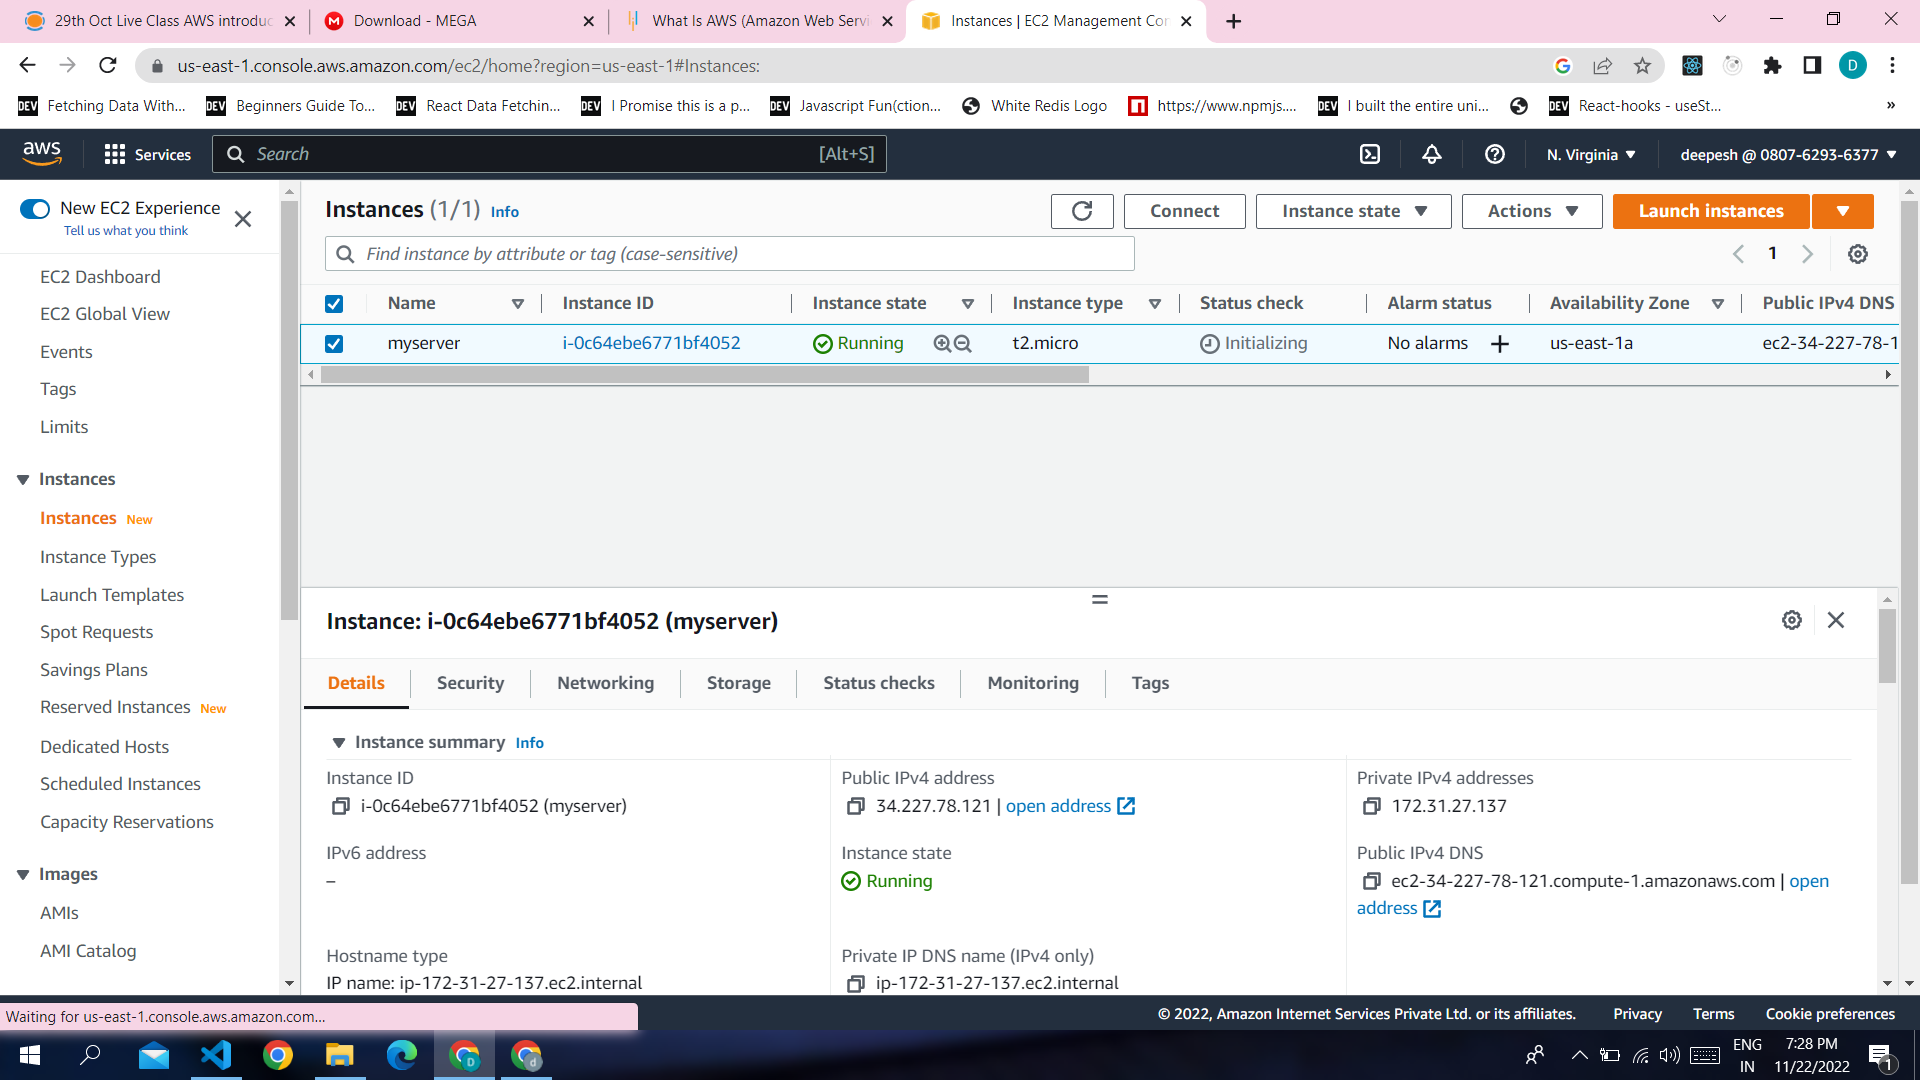 29th Oct Live Class AWS introduc
Download - MEGA
What Is AWS (Amazon Web Servi
Instances | EC2 Management Con
us-east-1.console.aws.amazon.com/ec2/home?region=us-east-1#Instances:
D
DEV Fetching Data With...
DEV Beginners Guide To...
DEV React Data Fetchin...
DEV I Promise this is a p...
DEV Javascript Fun(ction...
White Redis Logo
https://www.npmjs....
DEV I built the entire uni...
DEV React-hooks - useSt...
»
aws
Services
Search [Alt+S]
N. Virginia
deepesh @ 0807-6293-6377
New EC2 Experience
Tell us what you think
EC2 Dashboard
EC2 Global View
Events
Tags
Limits
Instances
Instances New
Instance Types
Launch Templates
Spot Requests
Savings Plans
Reserved Instances New
Dedicated Hosts
Scheduled Instances
Capacity Reservations
Images
AMIs
AMI Catalog
Instances (1/1) Info
Connect
Instance state
Actions
Launch instances
Find instance by attribute or tag (case-sensitive)
1
Name Instance ID Instance state Instance type Status check Alarm status Availability Zone Public IPv4 DNS
myserver i-0c64ebe6771bf4052 Running t2.micro Initializing No alarms + us-east-1a ec2-34-227-78-1
Instance: i-0c64ebe6771bf4052 (myserver)
Details Security Networking Storage Status checks Monitoring Tags
Instance summary Info
Instance ID
i-0c64ebe6771bf4052 (myserver)
Public IPv4 address
34.227.78.121 | open address
Private IPv4 addresses
172.31.27.137
IPv6 address
–
Instance state
Running
Public IPv4 DNS
ec2-34-227-78-121.compute-1.amazonaws.com | open
address
Hostname type
IP name: ip-172-31-27-137.ec2.internal
Private IP DNS name (IPv4 only)
ip-172-31-27-137.ec2.internal
Waiting for us-east-1.console.aws.amazon.com...
© 2022, Amazon Internet Services Private Ltd. or its affiliates. Privacy Terms Cookie preferences
D
d
ENG
IN
7:28 PM
11/22/2022
1